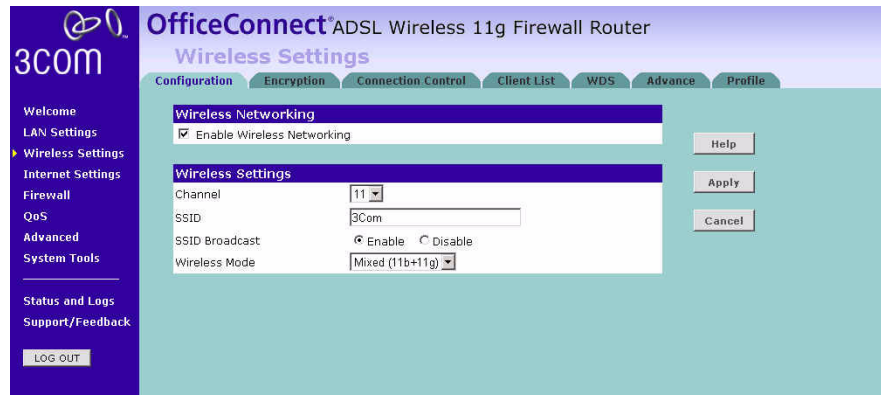 3COM
OfficeConnect® ADSL Wireless 11g Firewall Router
Wireless Settings
Configuration Encryption Connection Control Client List WDS Advance Profile
Welcome
LAN Settings
Wireless Settings
Internet Settings
Firewall
QoS
Advanced
System Tools
Status and Logs
Support/Feedback
LOG OUT
Wireless Networking
Enable Wireless Networking
Wireless Settings
Channel 11
SSID 3Com
SSID Broadcast Enable Disable
Wireless Mode Mixed (11b+11g)
Help
Apply
Cancel